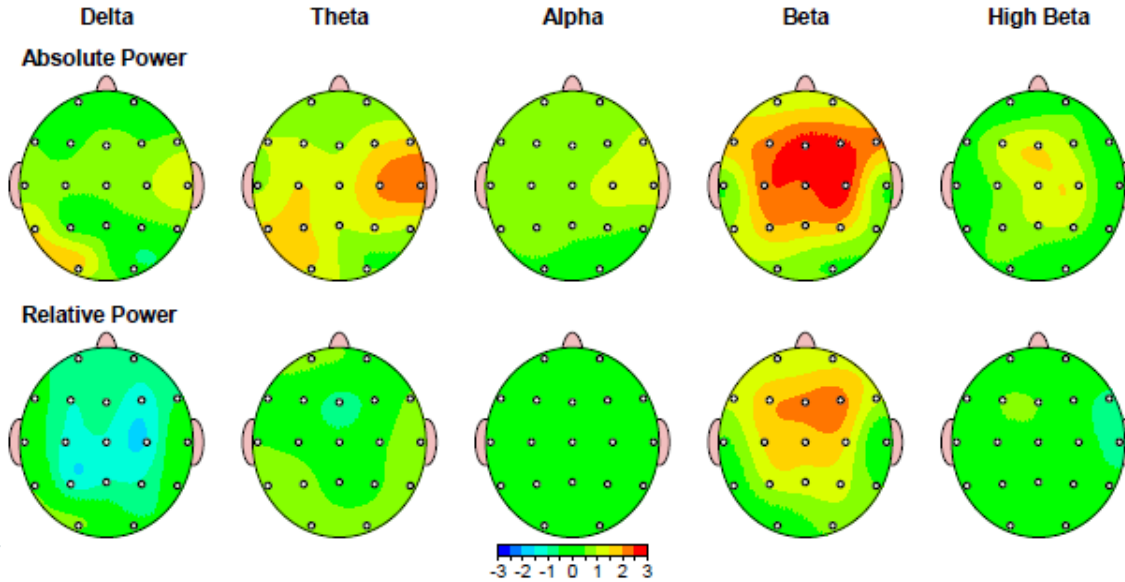 Delta Theta Alpha Beta High Beta
Absolute Power
Relative Power
-3 -2 -1 0 1 2 3